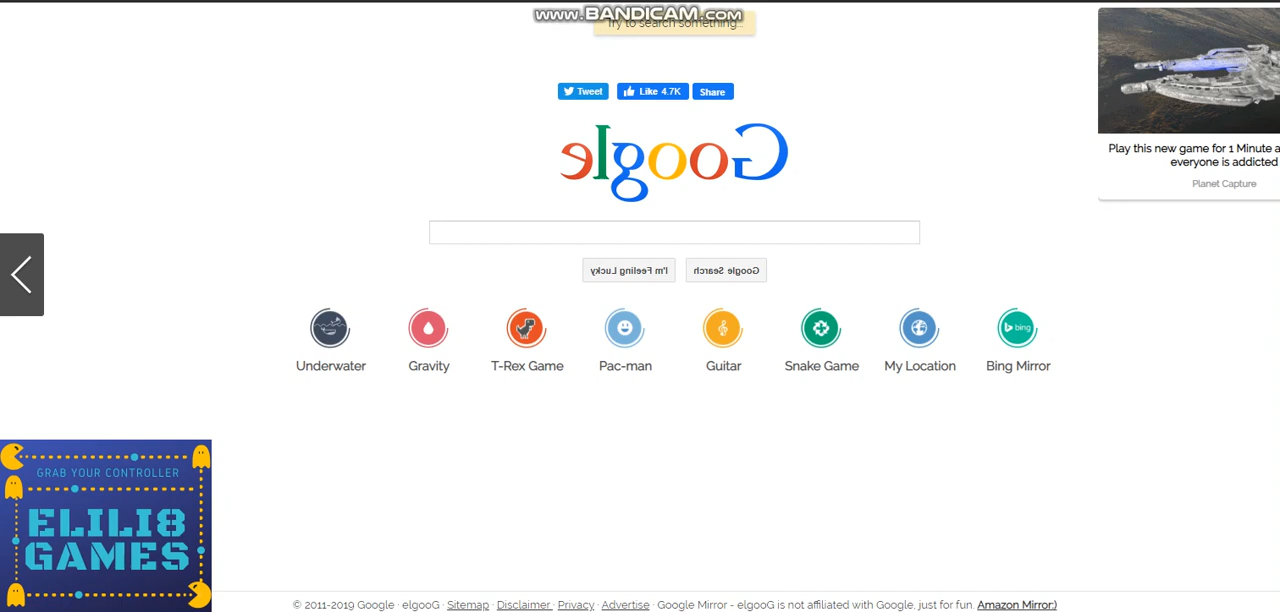 www.BANDICAM.com
Try to search something...
Tweet
Like 4.7K
Share
Google
Google Search
I'm Feeling Lucky
Underwater
Gravity
T-Rex Game
Pac-man
Guitar
Snake Game
My Location
bing
Bing Mirror
Play this new game for 1 Minute a
everyone is addicted
Planet Capture
GRAB YOUR CONTROLLER
ELILI8
GAMES
© 2011-2019 Google · elgooG · Sitemap · Disclaimer · Privacy · Advertise · Google Mirror - elgooG is not affiliated with Google, just for fun. Amazon Mirror:)